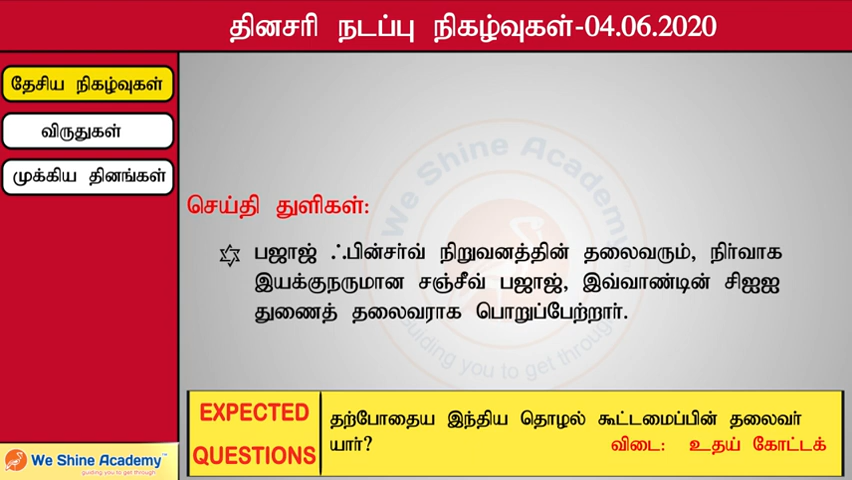 தினசரி நடப்பு நிகழ்வுகள்-04.06.2020
தேசிய நிகழ்வுகள்
விருதுகள்
முக்கிய தினங்கள்
We Shine Academy
செய்தி துளிகள்:
பஜாஜ் ஃபின்சர்வ் நிறுவனத்தின் தலைவரும், நிர்வாக
இயக்குநருமான சஞ்சீவ் பஜாஜ், இவ்வாண்டின் சிஐஐ
துணைத் தலைவராக பொறுப்பேற்றார்.
guiding you to get through
EXPECTED
QUESTIONS
தற்போதைய இந்திய தொழல் கூட்டமைப்பின் தலைவர்
யார்? விடை: உதய் கோட்டக்
We Shine Academy™
guiding you to get through